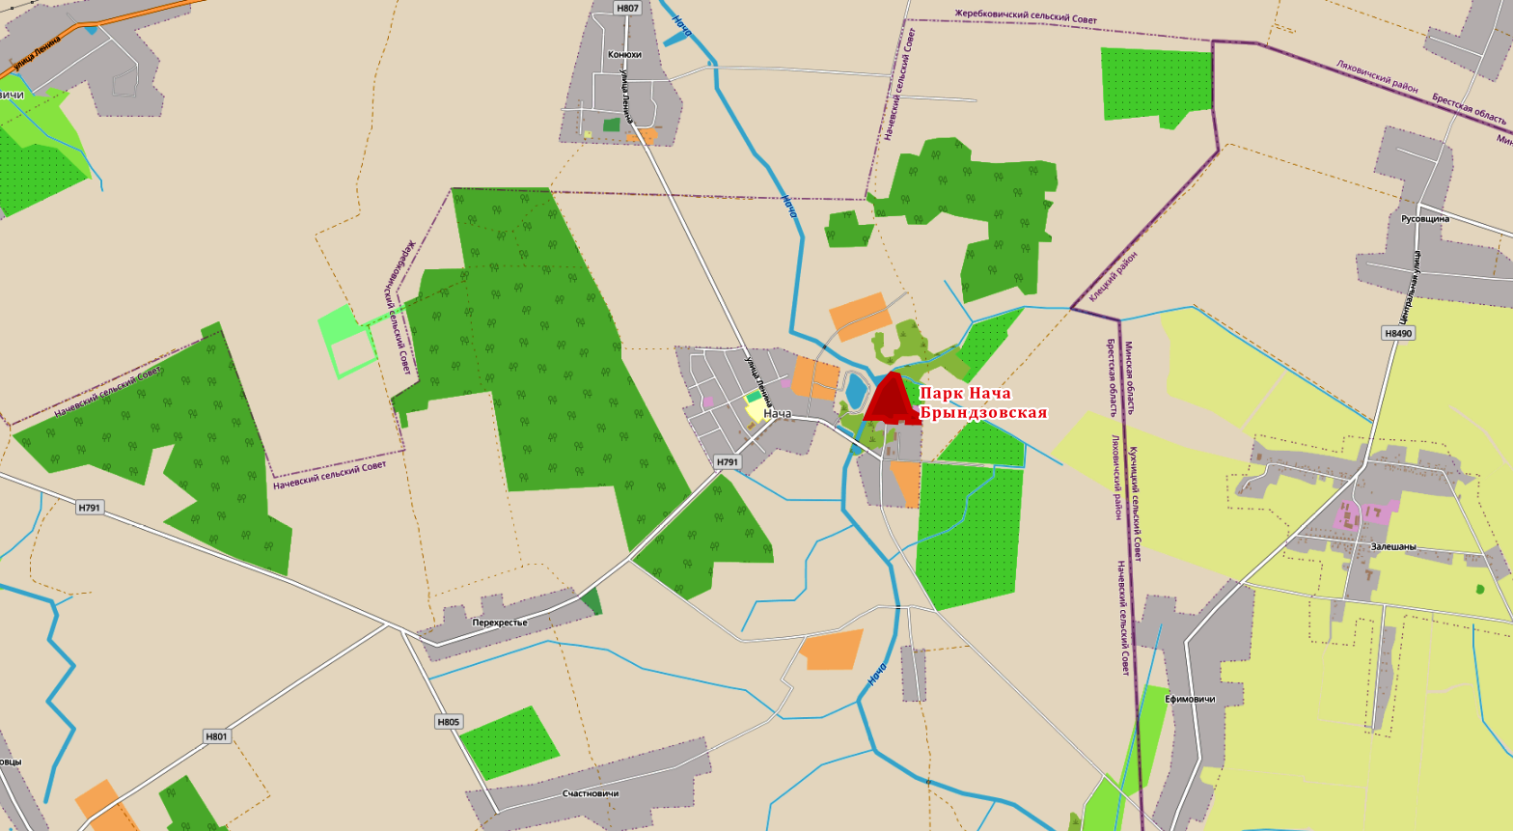 Н807
Нача
Жеребковичский сельский Совет
улица Ленина
Конюхи
улица Ленина
Начевский сельский Совет
Ляховичский район
Брестская область
Нача
Русовщина
Клецкий район
Центральная улица
Начевский сельский Совет
Н8490
Минская область
Брестская область
улица Ленина
Парк Нача
Брындзовская
Нача
Н791
Начевский сельский Совет
Кухчицкий сельский Совет
Ляховичский район
Н791
Залешаны
Начевский сельский Совет
Перехрестье
Нача
Ефимовичи
Н805
Н801
Счастновичи